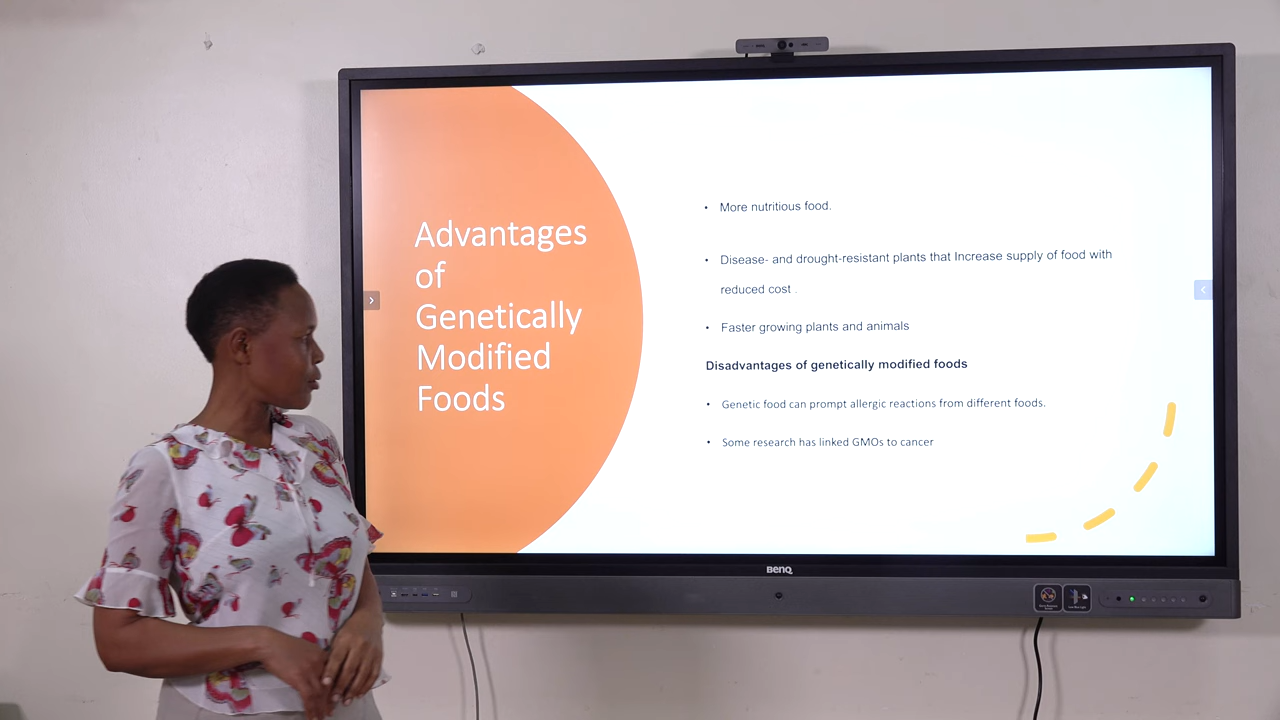 Advantages
of
Genetically
Modified
Foods
• More nutritious food.
• Disease- and drought-resistant plants that Increase supply of food with
reduced cost .
• Faster growing plants and animals
Disadvantages of genetically modified foods
• Genetic food can prompt allergic reactions from different foods.
• Some research has linked GMOs to cancer
BenQ